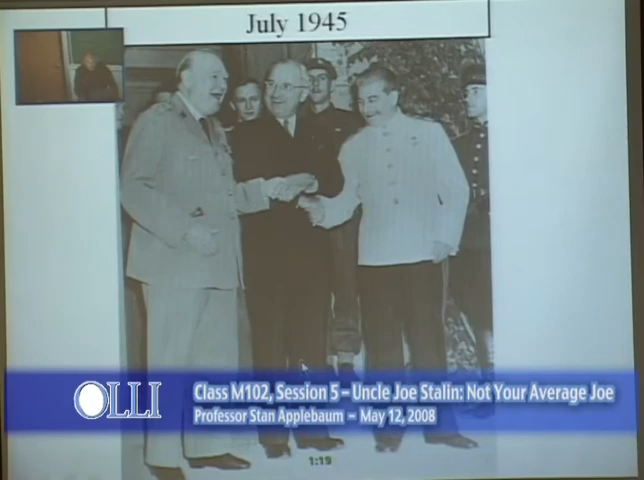 July 1945
OLLI
Class M102, Session 5 – Uncle Joe Stalin: Not Your Average Joe
Professor Stan Applebaum – May 12, 2008
1:19